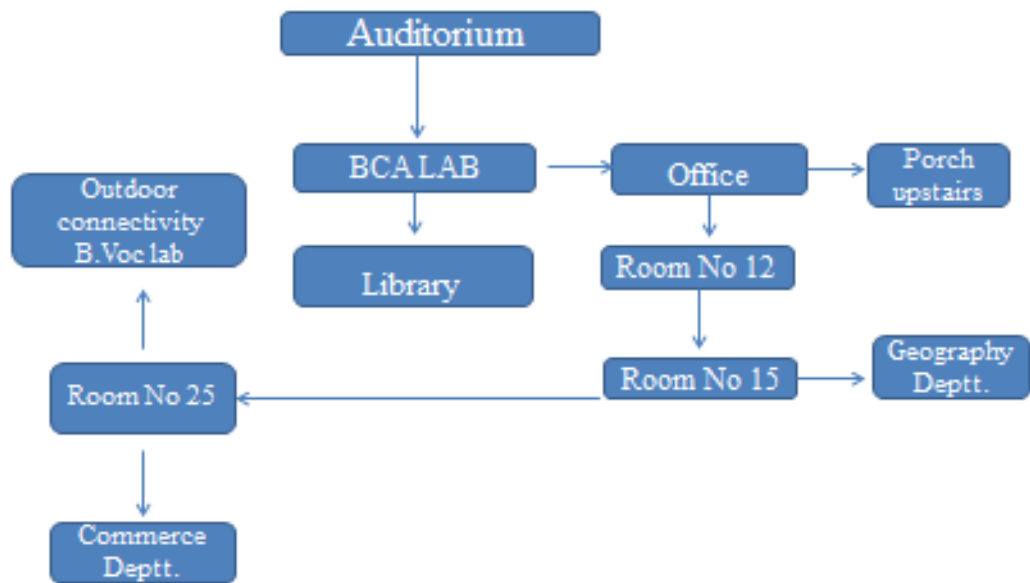 Auditorium
BCA LAB
Office
Porch
upstairs
Outdoor
connectivity
B.Voc lab
Library
Room No 12
Room No 15
Geography
Deptt.
Room No 25
Commerce
Deptt.